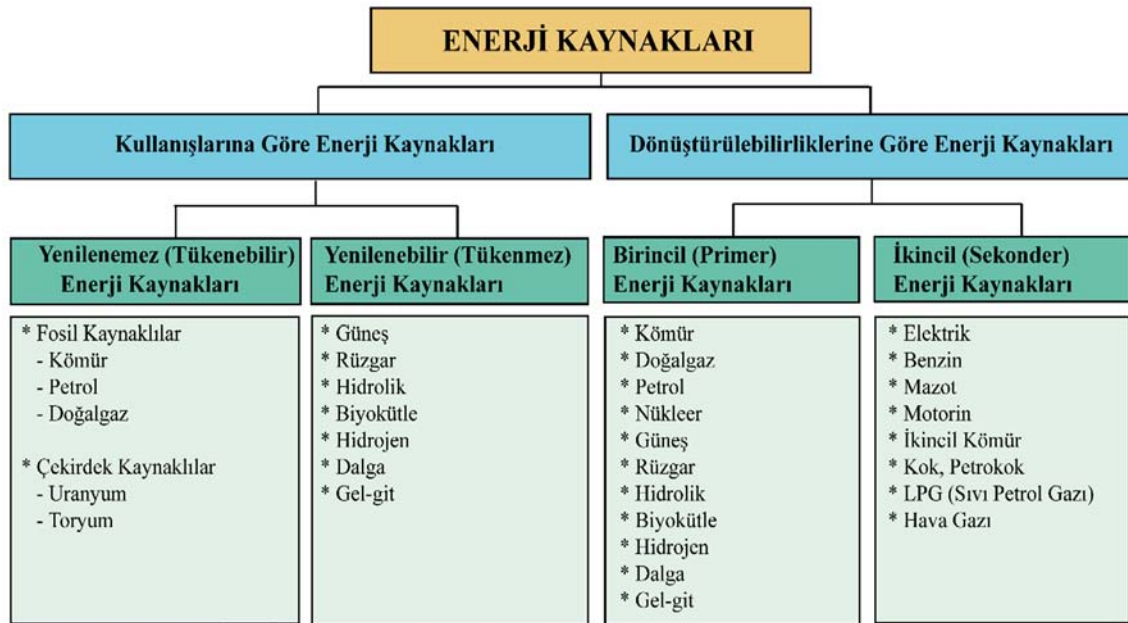 ENERJİ KAYNAKLARI
Kullanışlarına Göre Enerji Kaynakları
Dönüştürülebilirliklerine Göre Enerji Kaynakları
Yenilenemez (Tükenebilir)
Enerji Kaynakları
* Fosil Kaynaklılar
- Kömür
- Petrol
- Doğalgaz
* Çekirdek Kaynaklılar
- Uranyum
- Toryum
Yenilenebilir (Tükenmez)
Enerji Kaynakları
* Güneş
* Rüzgar
* Hidrolik
* Biyokütle
* Hidrojen
* Dalga
* Gel-git
Birincil (Primer)
Enerji Kaynakları
* Kömür
* Doğalgaz
* Petrol
* Nükleer
* Güneş
* Rüzgar
* Hidrolik
* Biyokütle
* Hidrojen
* Dalga
* Gel-git
İkincil (Sekonder)
Enerji Kaynakları
* Elektrik
* Benzin
* Mazot
* Motorin
* İkincil Kömür
* Kok, Petrokok
* LPG (Sıvı Petrol Gazı)
* Hava Gazı